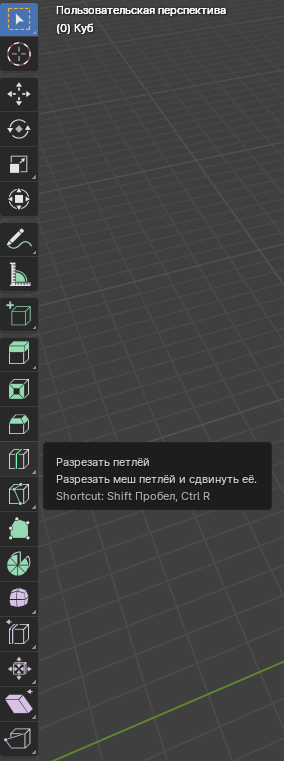 Пользовательская перспектива
(0) Куб
Разрезать петлёй
Разрезать меш петлёй и сдвинуть её.
Shortcut: Shift Пробел, Ctrl R